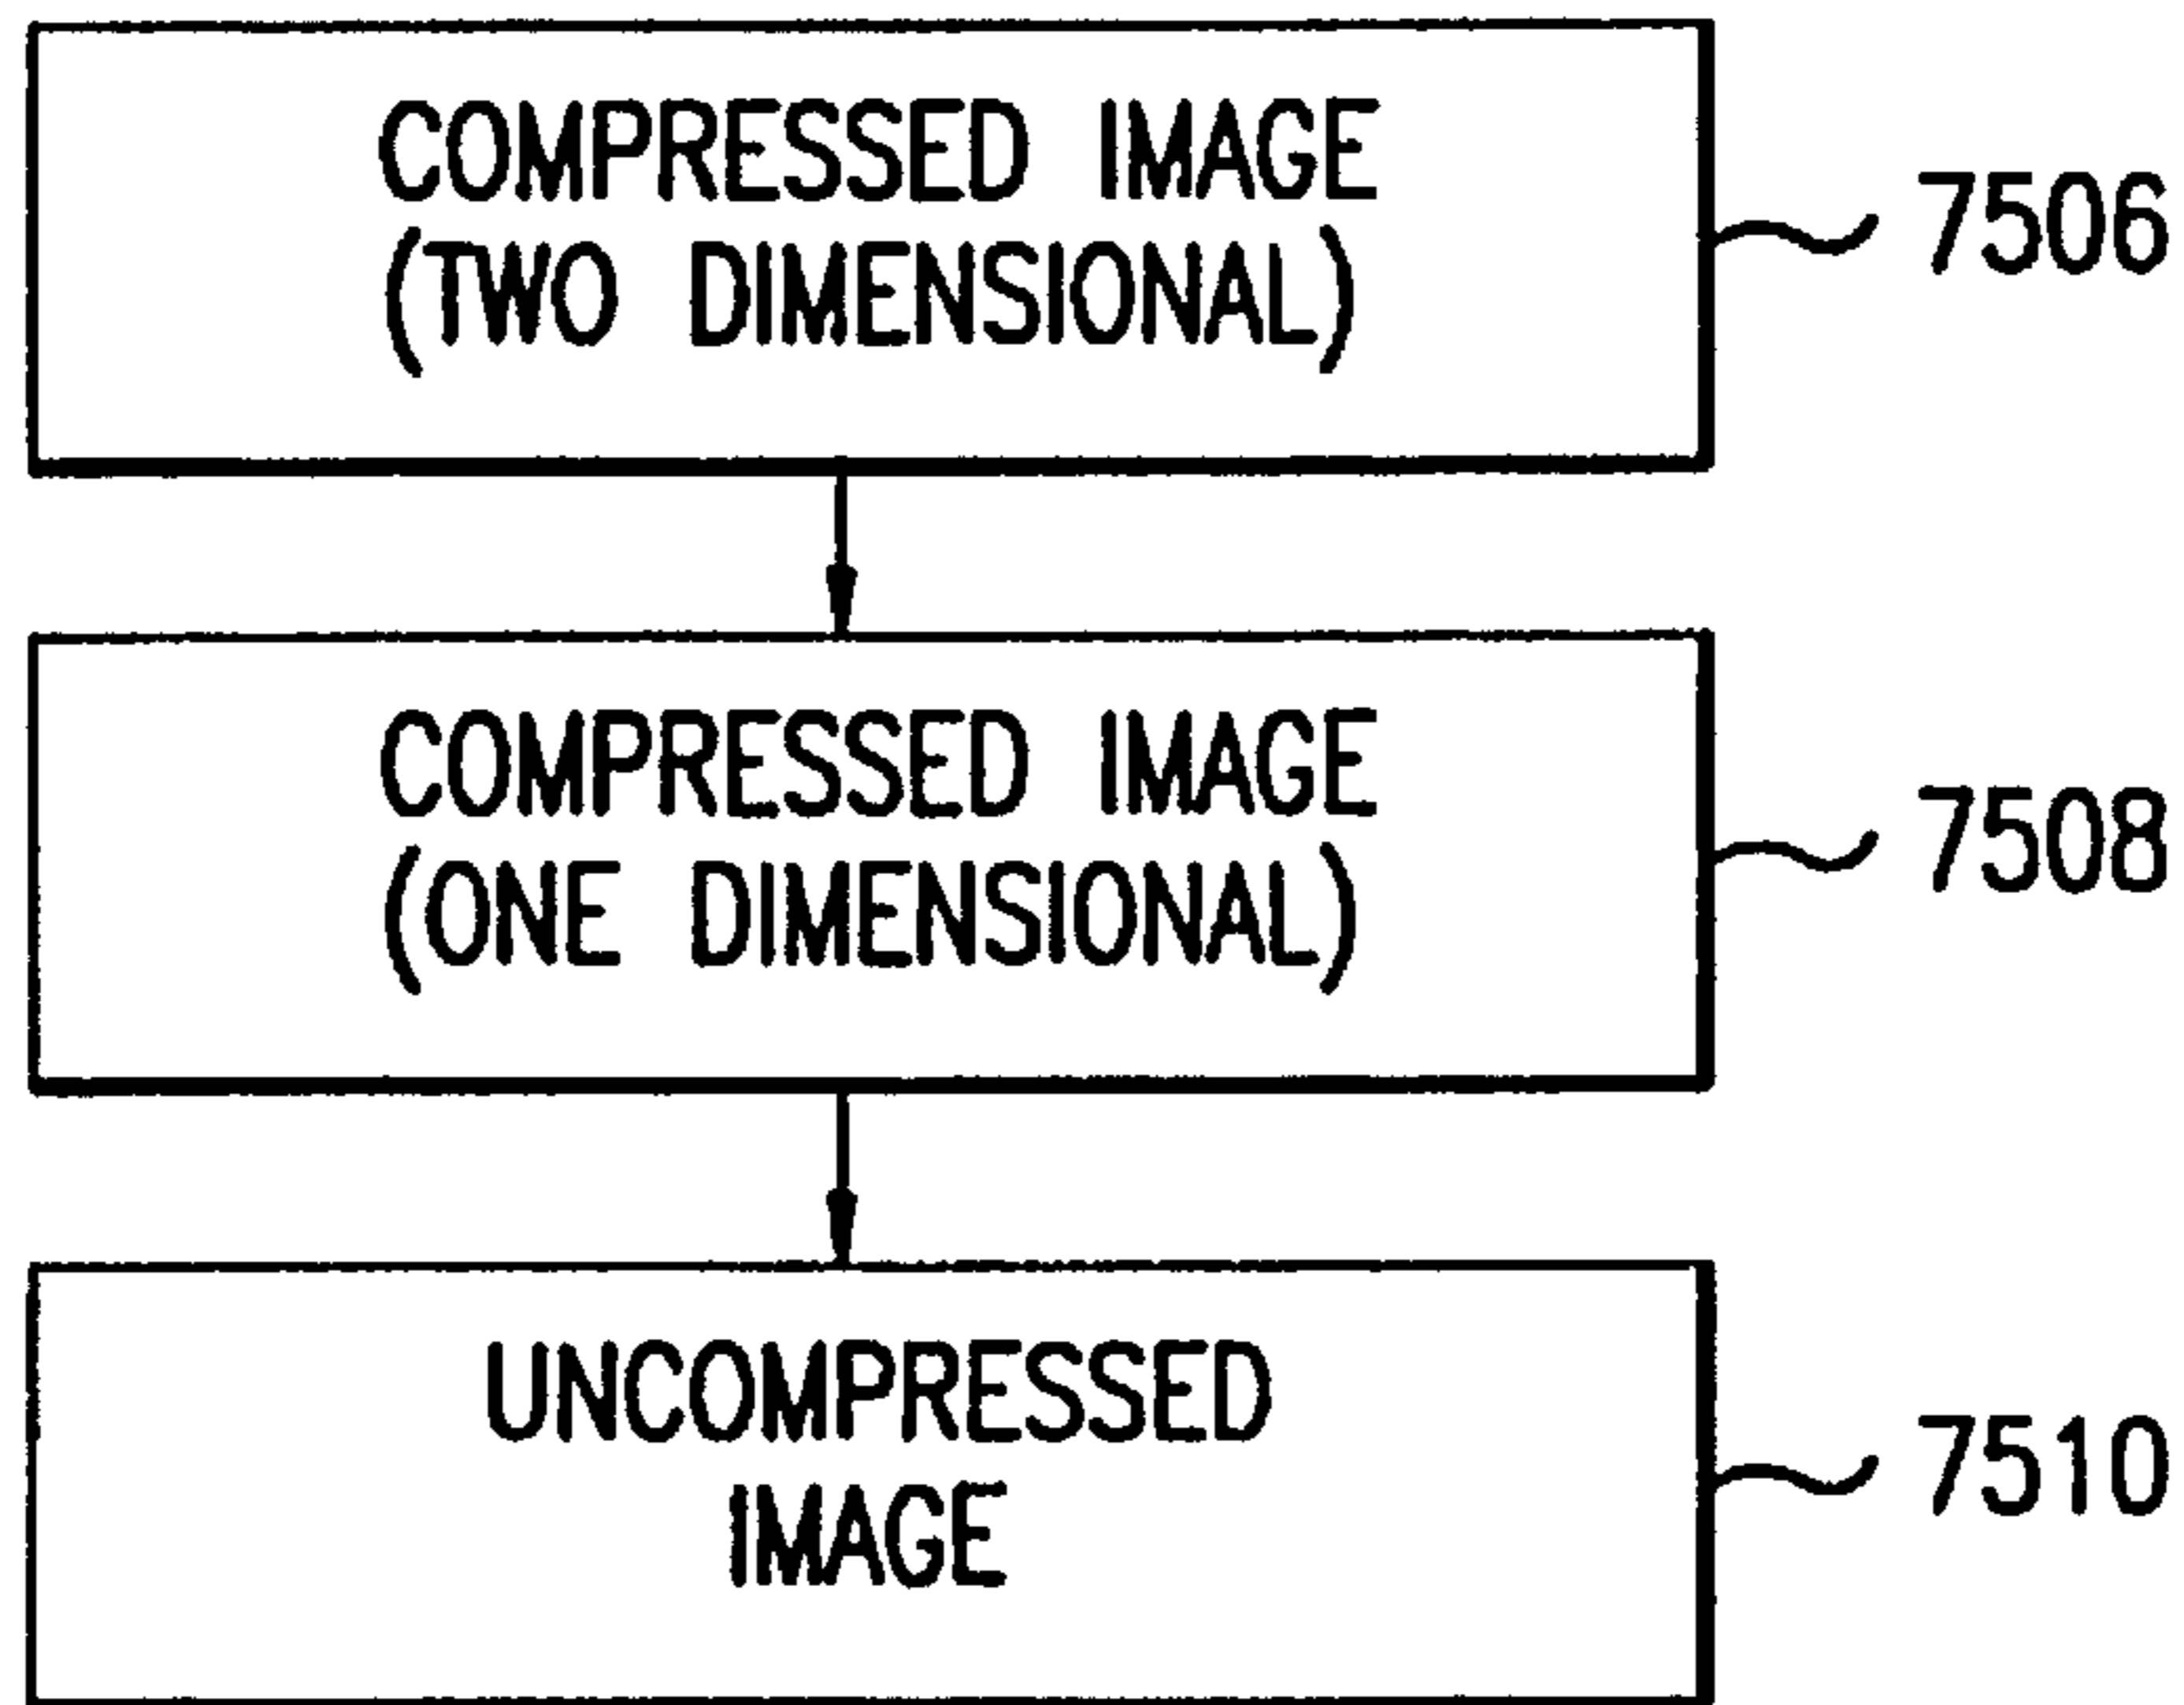 COMPRESSED IMAGE
(TWO DIMENSIONAL)
7506
COMPRESSED IMAGE
(ONE DIMENSIONAL)
7508
UNCOMPRESSED
IMAGE
7510